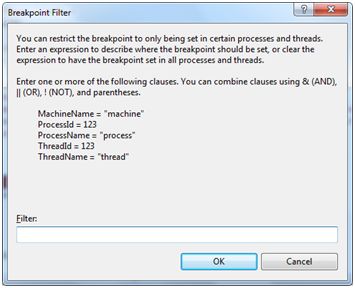 Breakpoint Filter
You can restrict the breakpoint to only being set in certain processes and threads.
Enter an expression to describe where the breakpoint should be set, or clear the
expression to have the breakpoint set in all processes and threads.
Enter one or more of the following clauses. You can combine clauses using & (AND),
|| (OR), ! (NOT), and parentheses.
MachineName = "machine"
ProcessId = 123
ProcessName = "process"
ThreadId = 123
ThreadName = "thread"
Filter:
OK Cancel